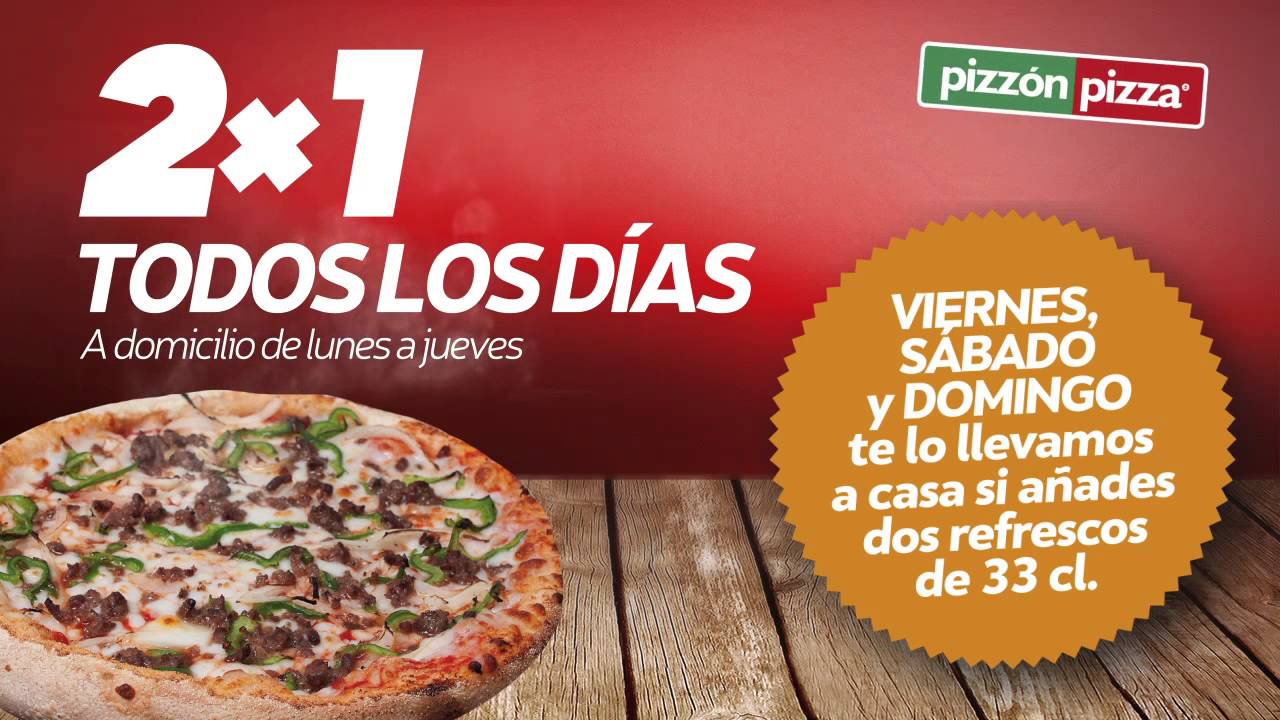 2x1
TODOS LOS DÍAS
A domicilio de lunes a jueves
pizzón pizza®
VIERNES,
SÁBADO
y DOMINGO
te lo llevamos
a casa si añades
dos refrescos
de 33 cl.